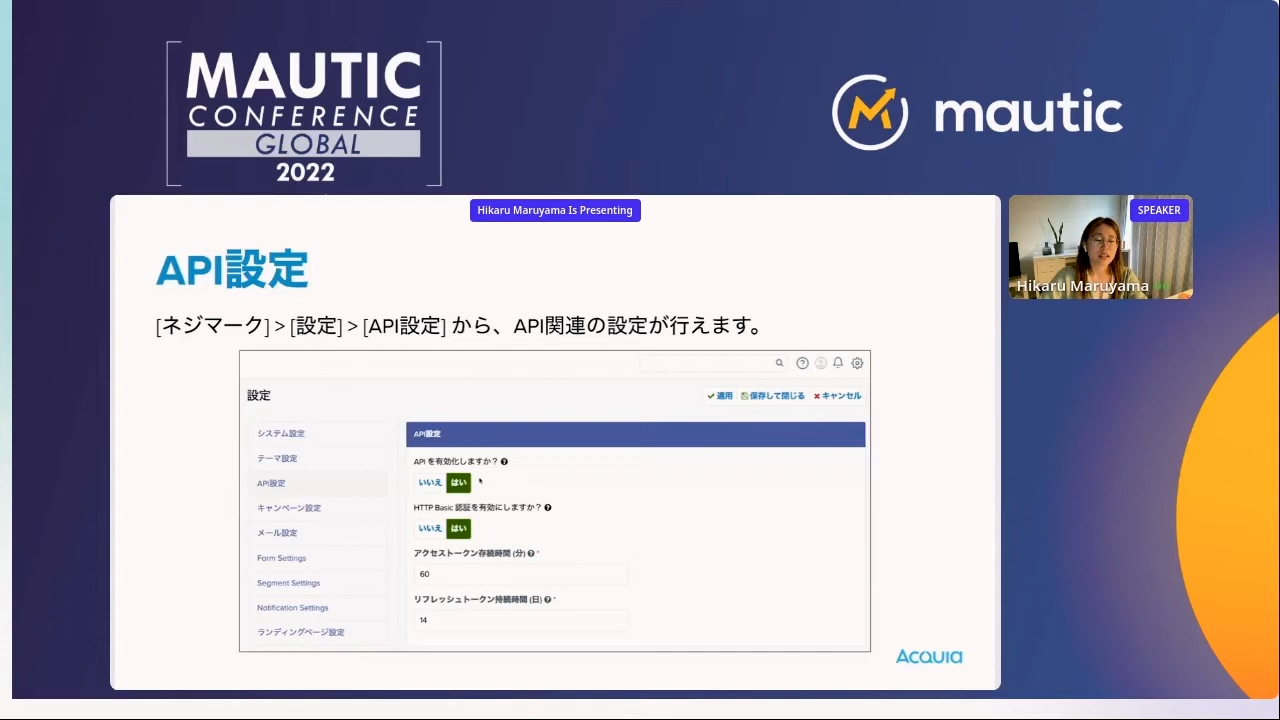 MAUTIC
CONFERENCE
GLOBAL
2022
mautic
Hikaru Maruyama Is Presenting
SPEAKER
Hikaru Maruyama
API設定
[ネジマーク] > [設定] > [API設定] から、API関連の設定が行えます。
設定
適用 保存して閉じる キャンセル
システム設定
テーマ設定
API設定
キャンペーン設定
メール設定
Form Settings
Segment Settings
Notification Settings
ランディングページ設定
API設定
API を有効化しますか？
いいえ はい
HTTP Basic 認証を有効にしますか？
いいえ はい
アクセストークン存続時間 (分) *
60
リフレッシュトークン持続時間 (日) *
14
Acquia